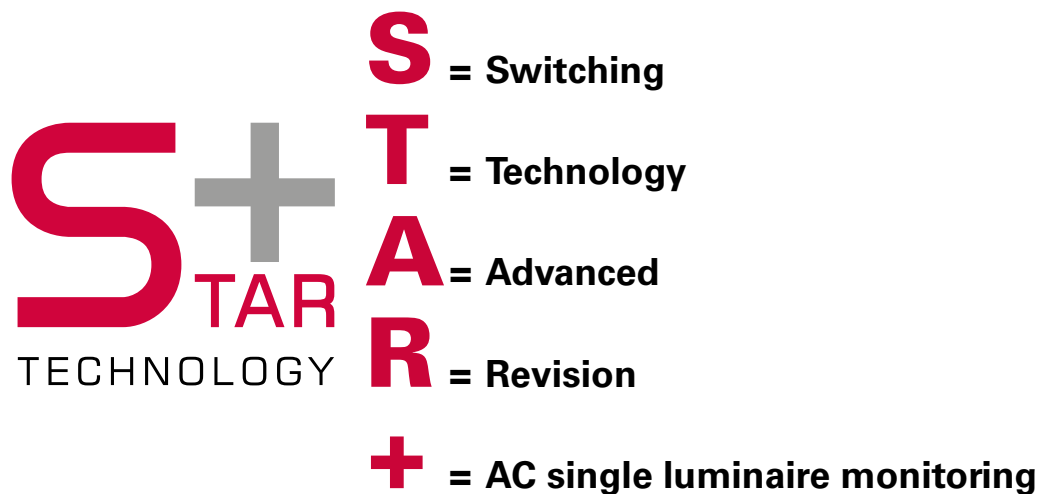 S+
TAR
TECHNOLOGY
S = Switching
T = Technology
A = Advanced
R = Revision
+ = AC single luminaire monitoring